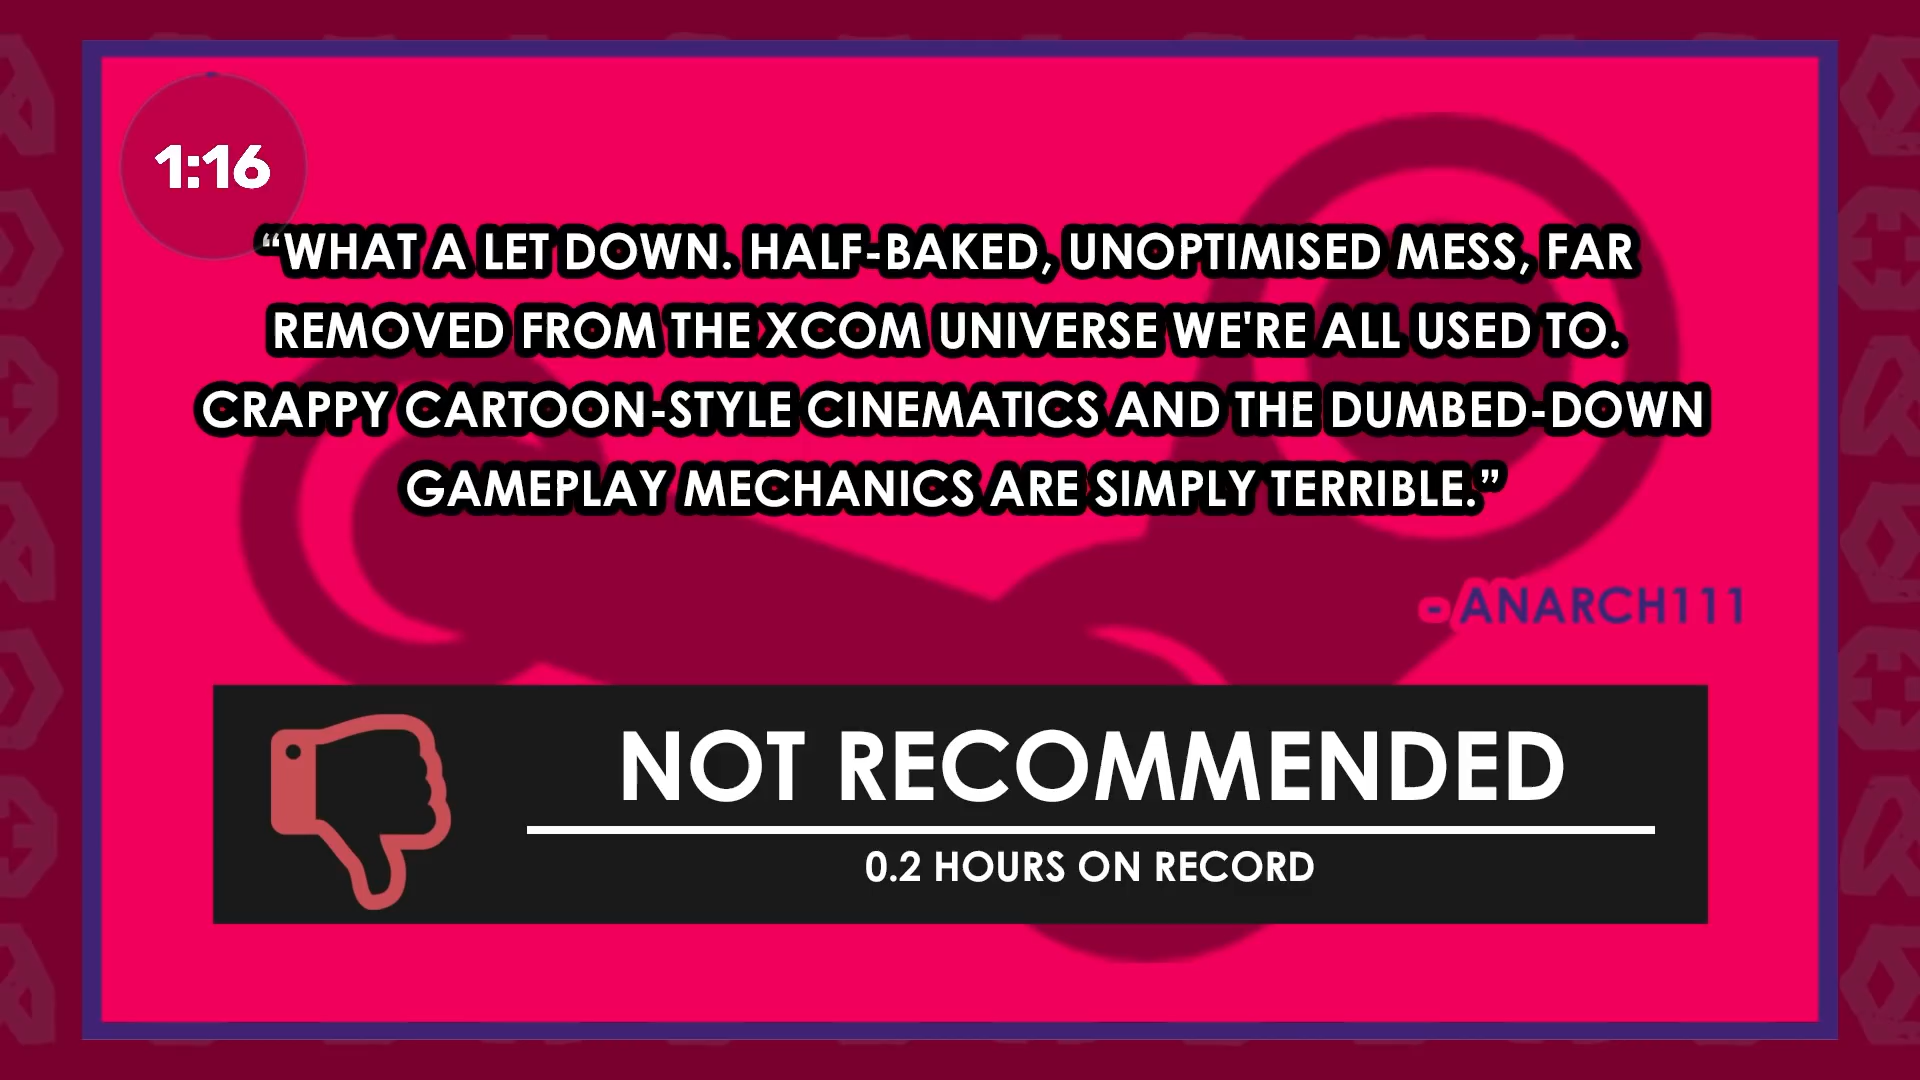 1:16
“WHAT A LET DOWN. HALF-BAKED, UNOPTIMISED MESS, FAR
REMOVED FROM THE XCOM UNIVERSE WE'RE ALL USED TO.
CRAPPY CARTOON-STYLE CINEMATICS AND THE DUMBED-DOWN
GAMEPLAY MECHANICS ARE SIMPLY TERRIBLE.”
- ANARCH111
NOT RECOMMENDED
0.2 HOURS ON RECORD